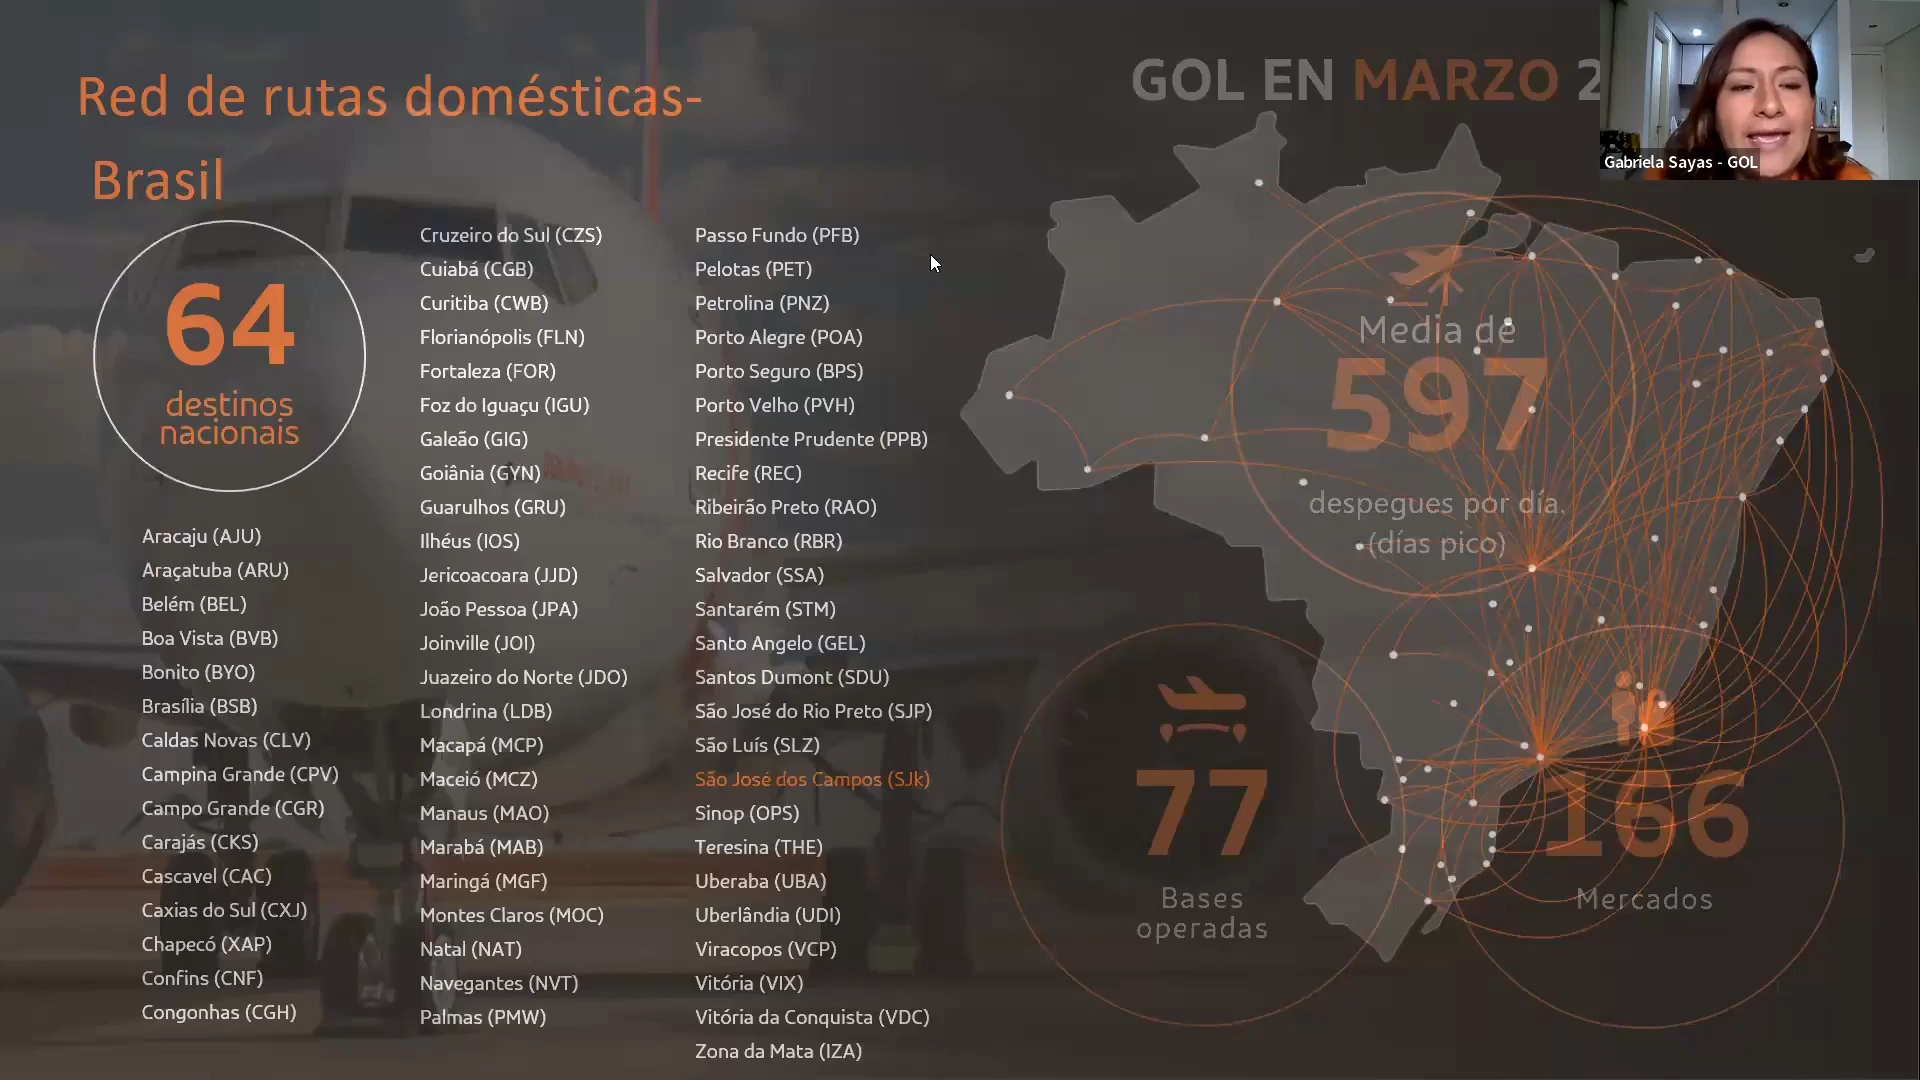 Red de rutas domésticas-
Brasil
64
destinos
nacionais
Aracaju (AJU)
Araçatuba (ARU)
Belém (BEL)
Boa Vista (BVB)
Bonito (BYO)
Brasília (BSB)
Caldas Novas (CLV)
Campina Grande (CPV)
Campo Grande (CGR)
Carajás (CKS)
Cascavel (CAC)
Caxias do Sul (CXJ)
Chapecó (XAP)
Confins (CNF)
Congonhas (CGH)
Cruzeiro do Sul (CZS)
Cuiabá (CGB)
Curitiba (CWB)
Florianópolis (FLN)
Fortaleza (FOR)
Foz do Iguaçu (IGU)
Galeão (GIG)
Goiânia (GYN)
Guarulhos (GRU)
Ilhéus (IOS)
Jericoacoara (JJD)
João Pessoa (JPA)
Joinville (JOI)
Juazeiro do Norte (JDO)
Londrina (LDB)
Macapá (MCP)
Maceió (MCZ)
Manaus (MAO)
Marabá (MAB)
Maringá (MGF)
Montes Claros (MOC)
Natal (NAT)
Navegantes (NVT)
Palmas (PMW)
Passo Fundo (PFB)
Pelotas (PET)
Petrolina (PNZ)
Porto Alegre (POA)
Porto Seguro (BPS)
Porto Velho (PVH)
Presidente Prudente (PPB)
Recife (REC)
Ribeirão Preto (RAO)
Rio Branco (RBR)
Salvador (SSA)
Santarém (STM)
Santo Angelo (GEL)
Santos Dumont (SDU)
São José do Rio Preto (SJP)
São Luís (SLZ)
São José dos Campos (SJk)
Sinop (OPS)
Teresina (THE)
Uberaba (UBA)
Uberlândia (UDI)
Viracopos (VCP)
Vitória (VIX)
Vitória da Conquista (VDC)
Zona da Mata (IZA)
GOL EN MARZO 2
Media de
597
despegues por día.
(días pico)
77
Bases
operadas
166
Mercados
Gabriela Sayas - GOL